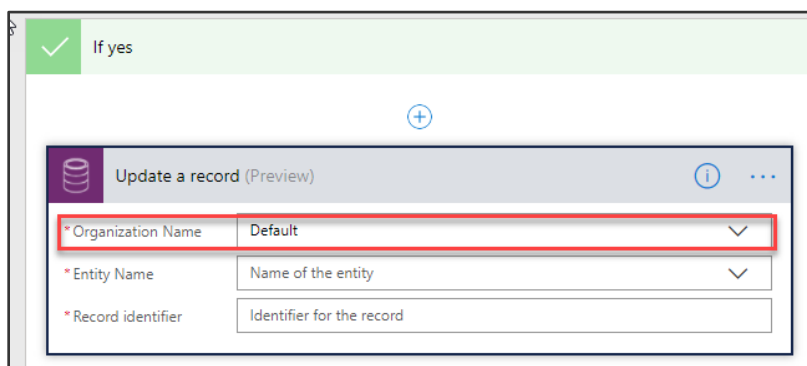 If yes
Update a record (Preview)
* Organization Name Default
* Entity Name Name of the entity
* Record identifier Identifier for the record